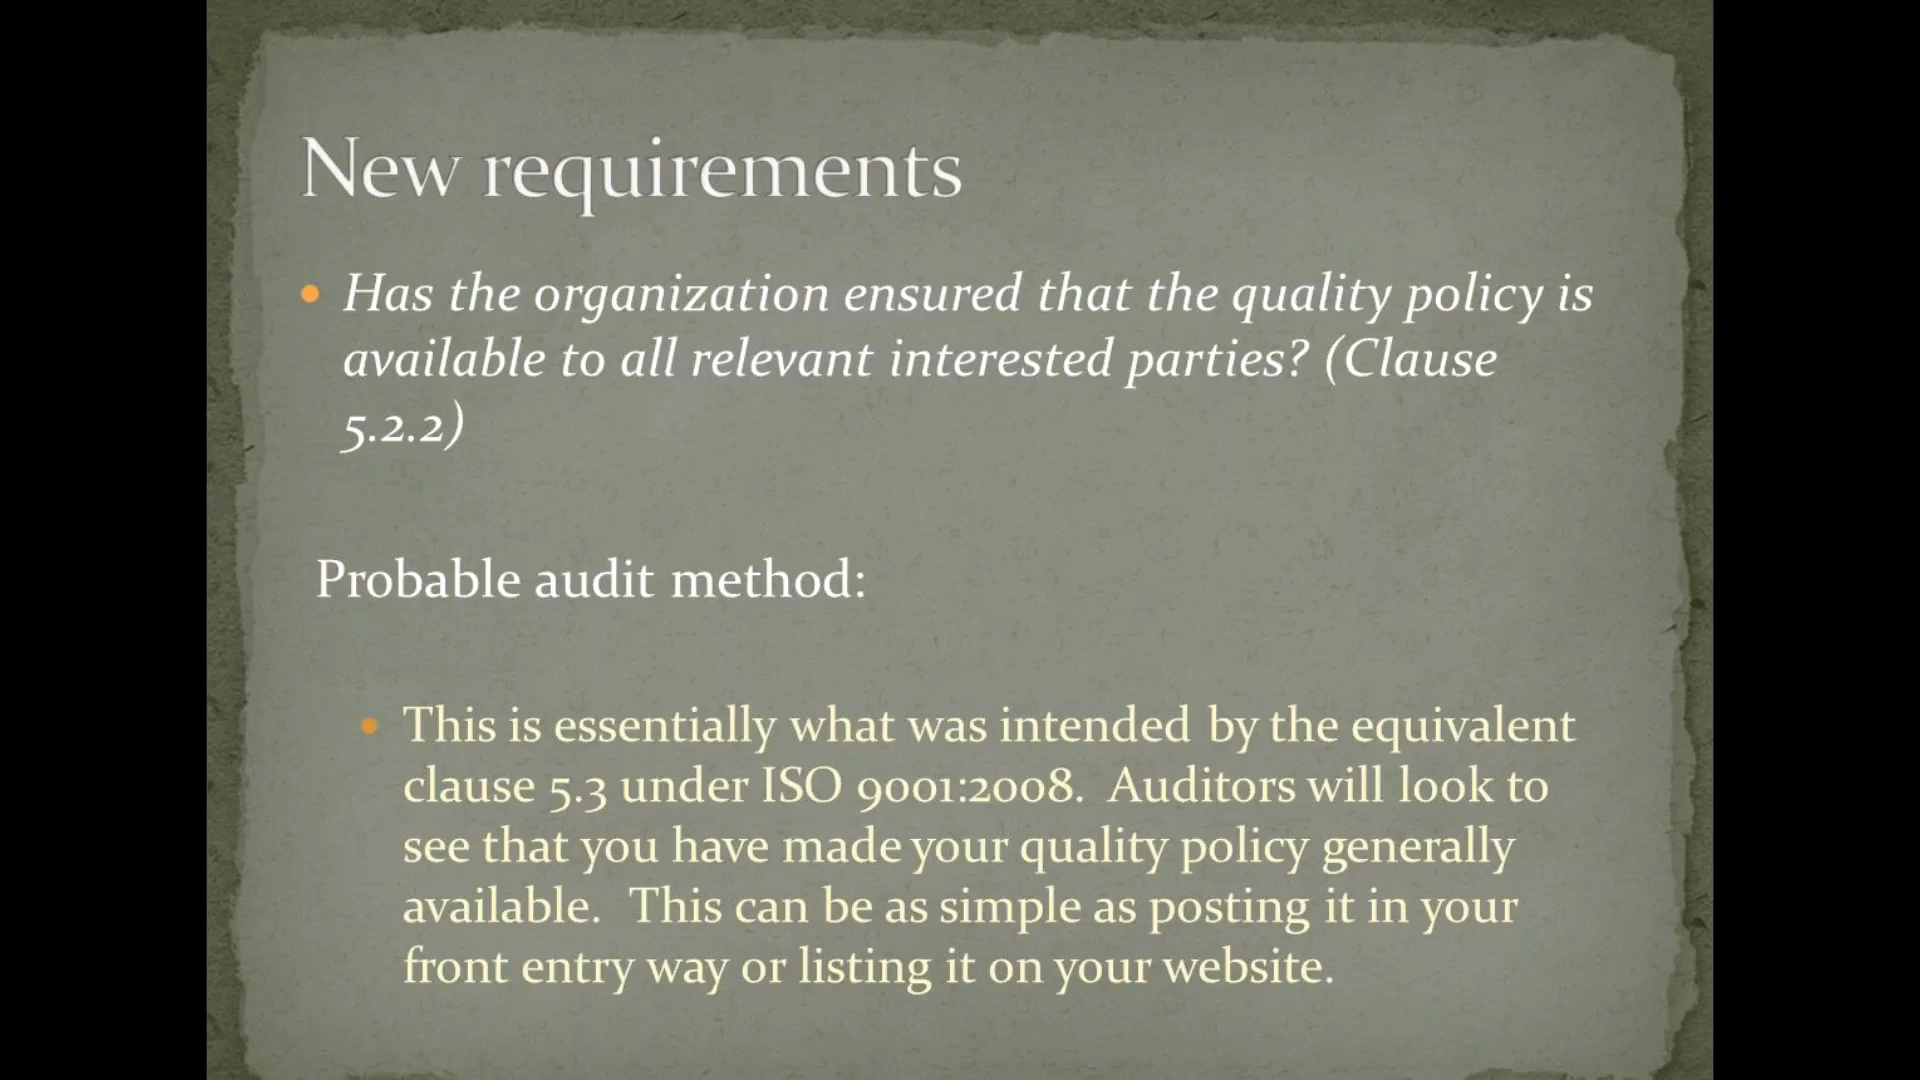 New requirements
Has the organization ensured that the quality policy is
available to all relevant interested parties? (Clause
5.2.2)
Probable audit method:
This is essentially what was intended by the equivalent
clause 5.3 under ISO 9001:2008.  Auditors will look to
see that you have made your quality policy generally
available.  This can be as simple as posting it in your
front entry way or listing it on your website.